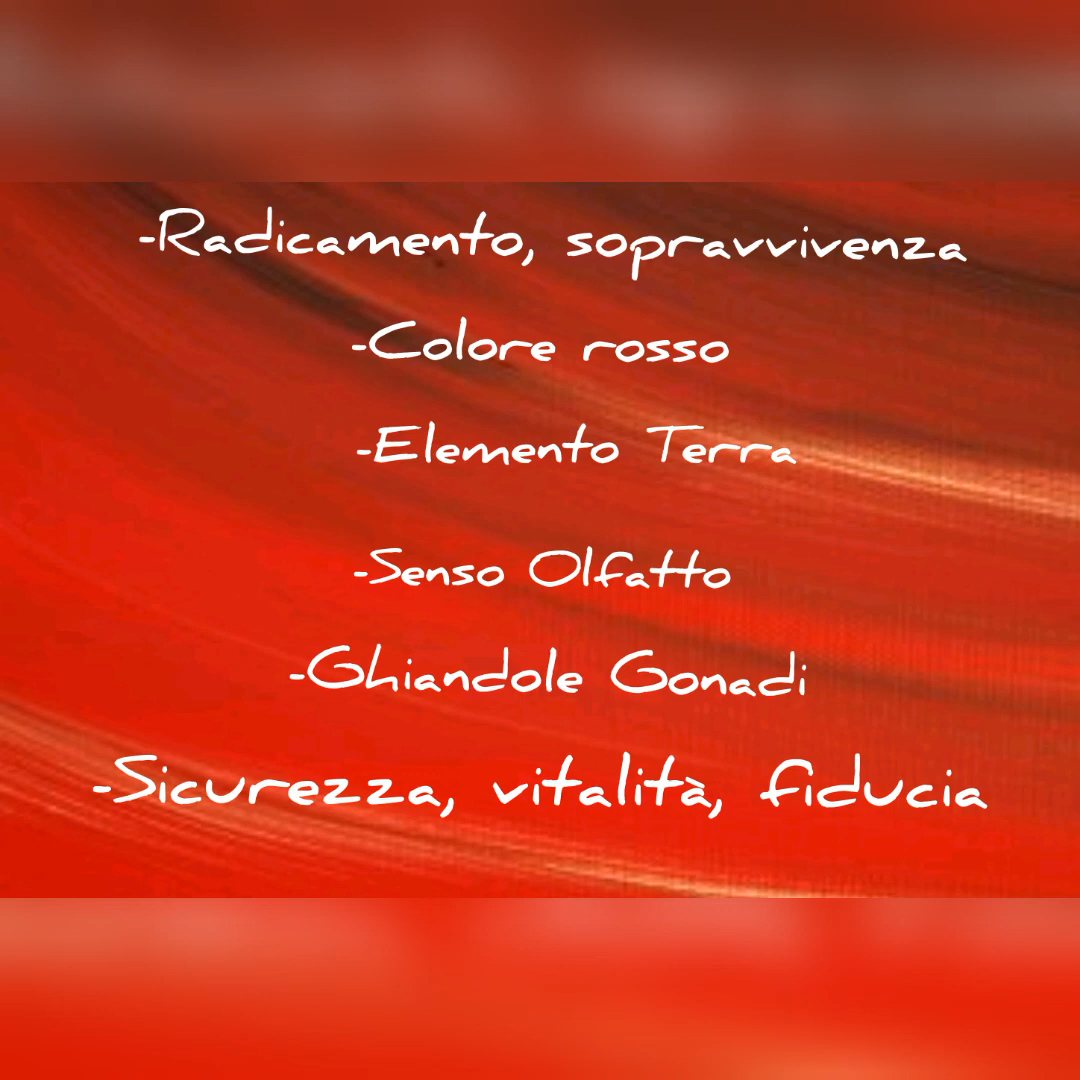 -Radicamento, sopravvivenza
-Colore rosso
-Elemento Terra
-Senso Olfatto
-Ghiandole Gonadi
-Sicurezza, vitalità, fiducia